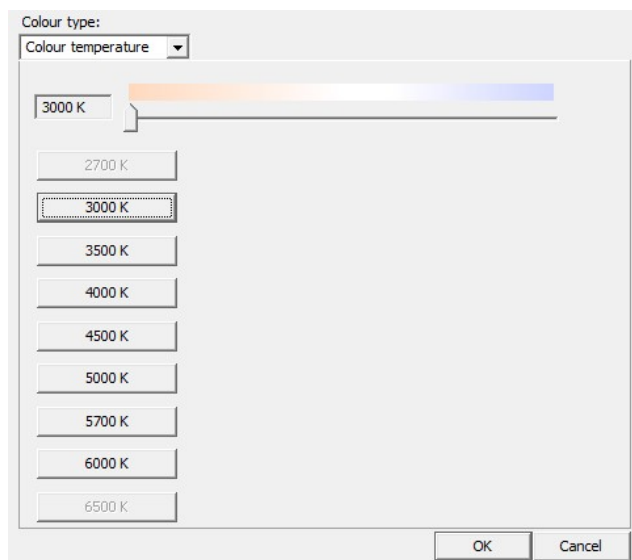 Colour type:
Colour temperature
3000 K
2700 K
3000 K
3500 K
4000 K
4500 K
5000 K
5700 K
6000 K
6500 K
OK Cancel